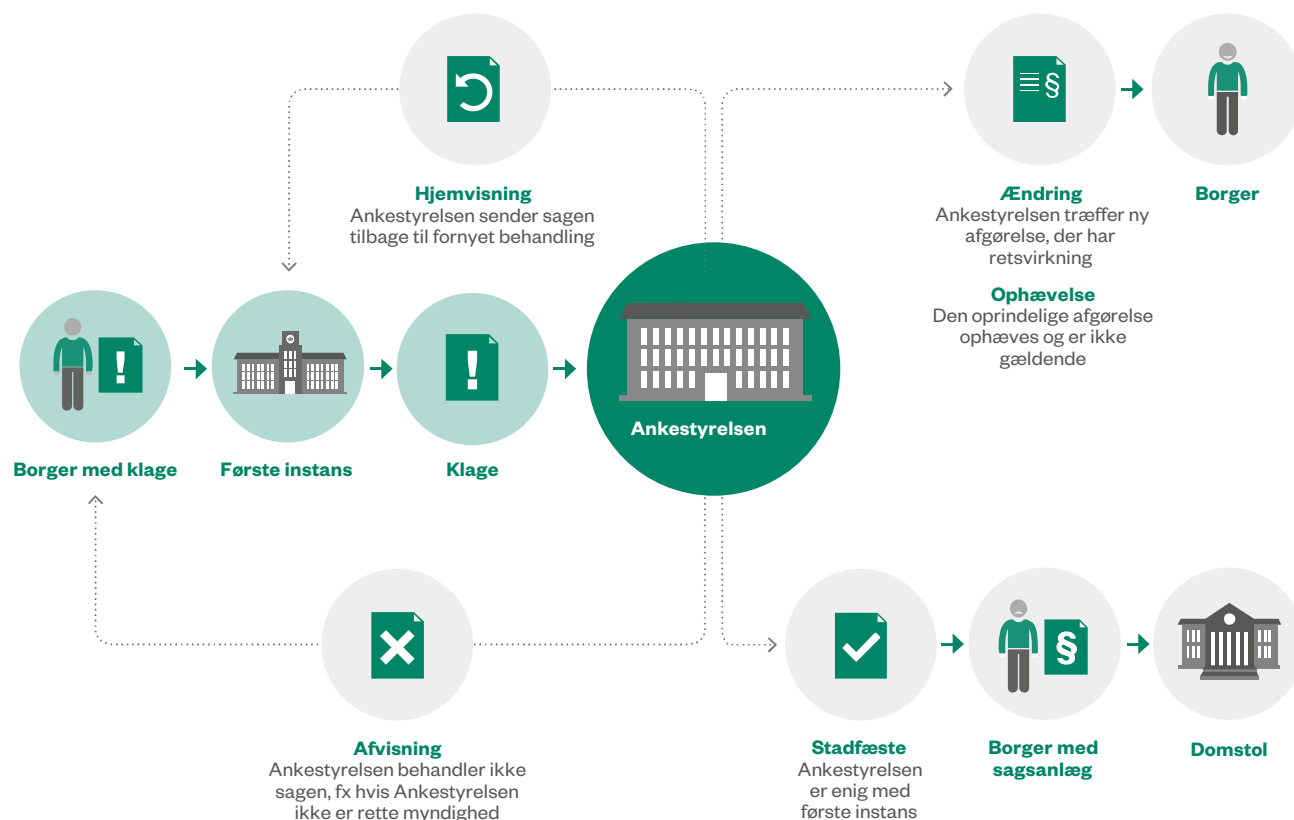 Hjemvisning
Ankestyrelsen sender sagen
tilbage til fornyet behandling
Ændring
Ankestyrelsen træffer ny
afgørelse, der har
retsvirkning
Ophævelse
Den oprindelige afgørelse
ophæves og er ikke
gældende
Borger
Borger med klage
Første instans
Klage
Ankestyrelsen
Afvisning
Ankestyrelsen behandler ikke
sagen, fx hvis Ankestyrelsen
ikke er rette myndighed
Stadfæste
Ankestyrelsen
er enig med
første instans
Borger med
sagsanlæg
Domstol